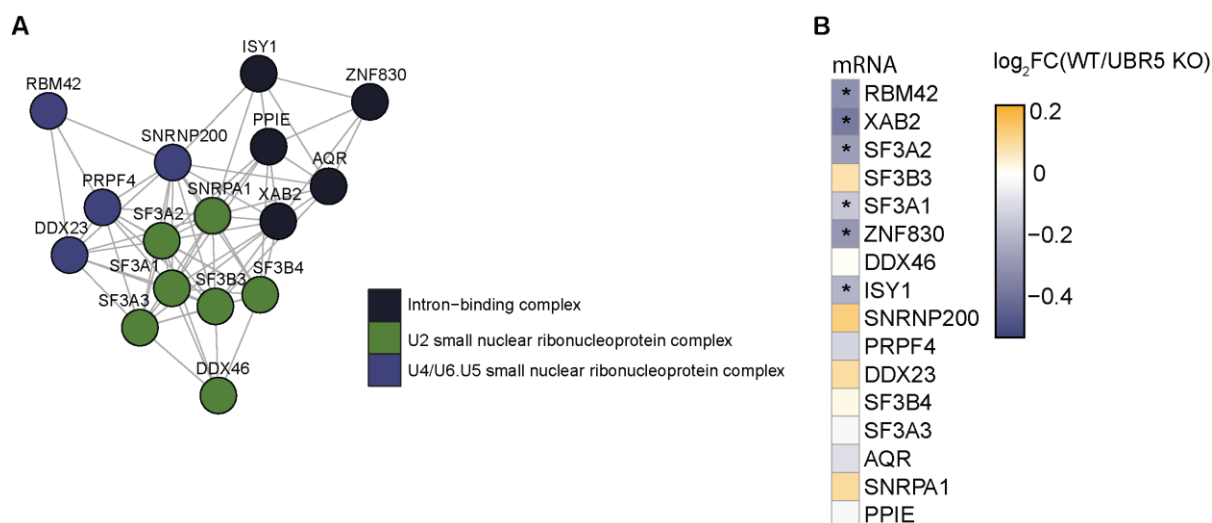 A
ISY1
ZNF830
RBM42
PPIE
SNRNP200
AQR
PRPF4
SNRPA1
XAB2
SF3A2
DDX23
SF3A1
SF3B3
SF3B4
SF3A3
DDX46
Intron−binding complex
U2 small nuclear ribonucleoprotein complex
U4/U6.U5 small nuclear ribonucleoprotein complex
B
mRNA
* RBM42
* XAB2
* SF3A2
SF3B3
* SF3A1
* ZNF830
DDX46
* ISY1
SNRNP200
PRPF4
DDX23
SF3B4
SF3A3
AQR
SNRPA1
PPIE
log₂FC(WT/UBR5 KO)
0.2
0
−0.2
−0.4